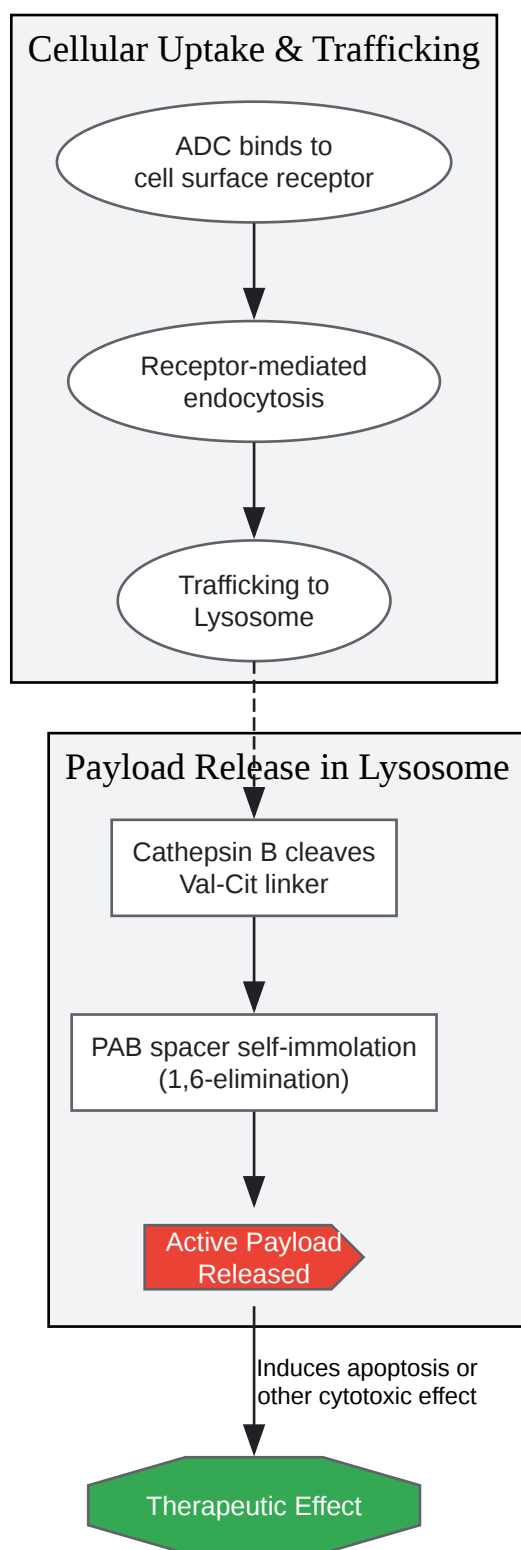 Cellular Uptake & Trafficking
ADC binds to
cell surface receptor
Receptor-mediated
endocytosis
Trafficking to
Lysosome
Payload Release in Lysosome
Cathepsin B cleaves
Val-Cit linker
PAB spacer self-immolation
(1,6-elimination)
Active Payload
Released
Induces apoptosis or
other cytotoxic effect
Therapeutic Effect